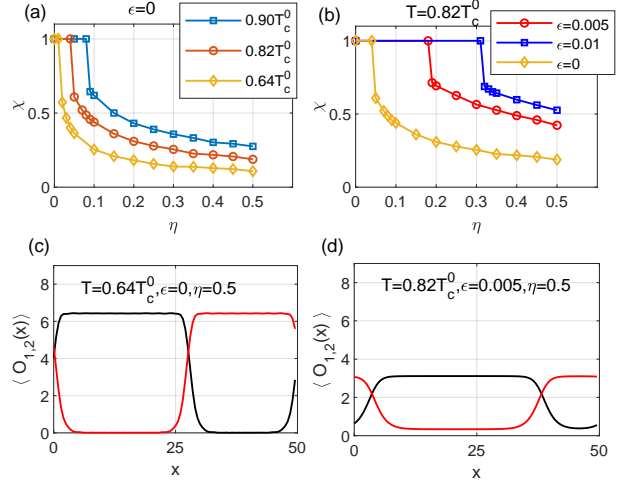 (a)
ϵ=0
1
0.5
0
χ
0 0.1 0.2 0.3 0.4 0.5
η
0.90T_c^0
0.82T_c^0
0.64T_c^0
(b)
T=0.82T_c^0
1
0.5
0
χ
0 0.1 0.2 0.3 0.4 0.5
η
ϵ=0.005
ϵ=0.01
ϵ=0
(c)
T=0.64T_c^0,ϵ=0,η=0.5
8
6
4
2
0
⟨ O_{1,2}(x) ⟩
0 25 50
x
(d)
T=0.82T_c^0,ϵ=0.005,η=0.5
8
6
4
2
0
⟨ O_{1,2}(x) ⟩
0 25 50
x